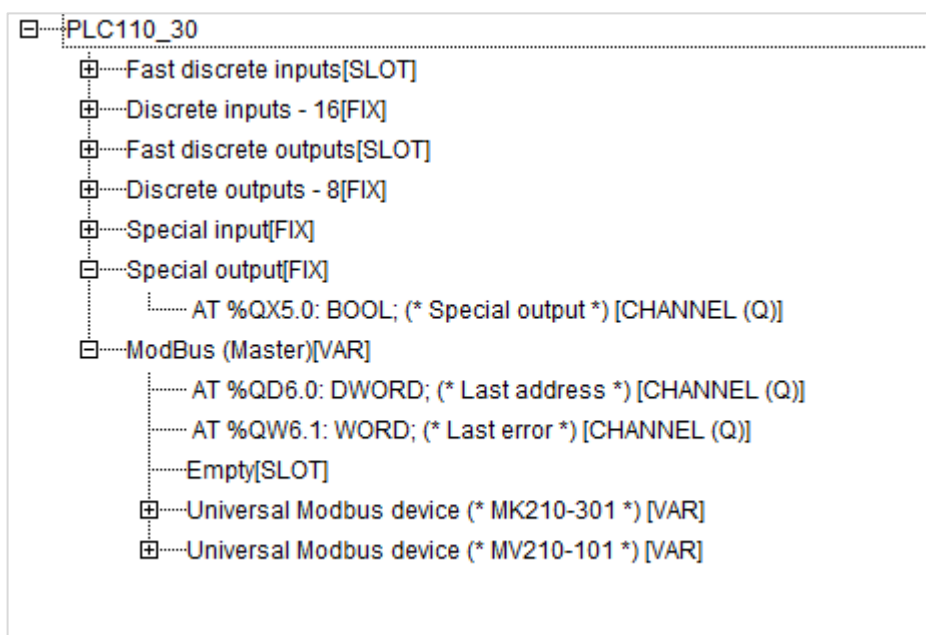 PLC110_30
Fast discrete inputs[SLOT]
Discrete inputs - 16[FIX]
Fast discrete outputs[SLOT]
Discrete outputs - 8[FIX]
Special input[FIX]
Special output[FIX]
AT %QX5.0: BOOL; (* Special output *) [CHANNEL (Q)]
ModBus (Master)[VAR]
AT %QD6.0: DWORD; (* Last address *) [CHANNEL (Q)]
AT %QW6.1: WORD; (* Last error *) [CHANNEL (Q)]
Empty[SLOT]
Universal Modbus device (* MK210-301 *) [VAR]
Universal Modbus device (* MV210-101 *) [VAR]